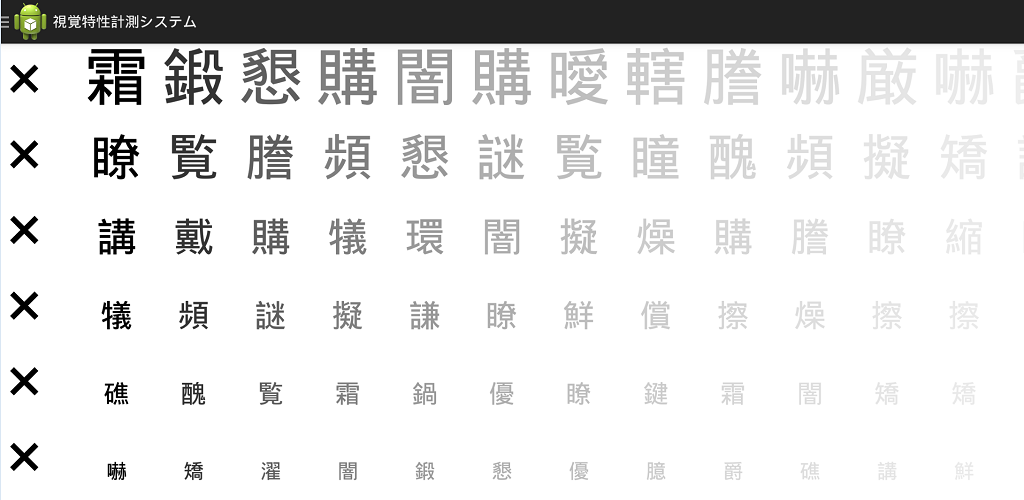 視覚特性計測システム
× 霜 鍛 懇 購 闇 購 曖 轄 謄 嚇 厳 嚇
× 瞭 覧 謄 頻 懇 謎 覧 瞳 醜 頻 擬 矯
× 講 戴 購 犠 環 闇 擬 燥 購 謄 瞭 縮
× 犠 頻 謎 擬 謙 瞭 鮮 償 擦 燥 擦 擦
× 礁 醜 覧 霜 鍋 優 瞭 鍵 霜 闇 矯 矯
× 嚇 矯 濯 闇 鍛 懇 優 臆 爵 礁 講 鮮